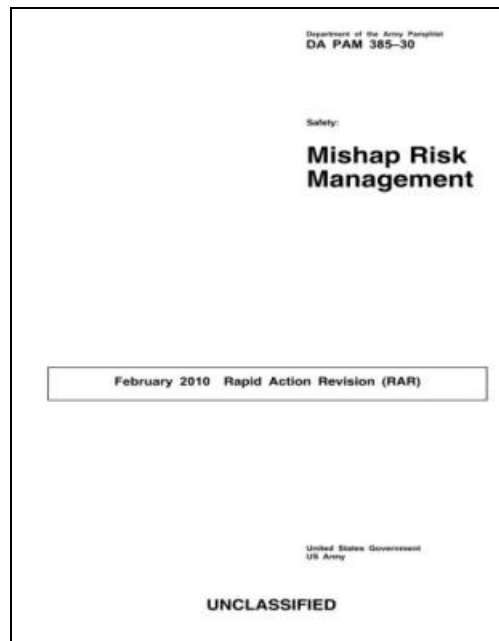 Department of the Army Pamphlet
DA PAM 385–30
Safety:
Mishap Risk
Management
February 2010 Rapid Action Revision (RAR)
United States Government
US Army
UNCLASSIFIED